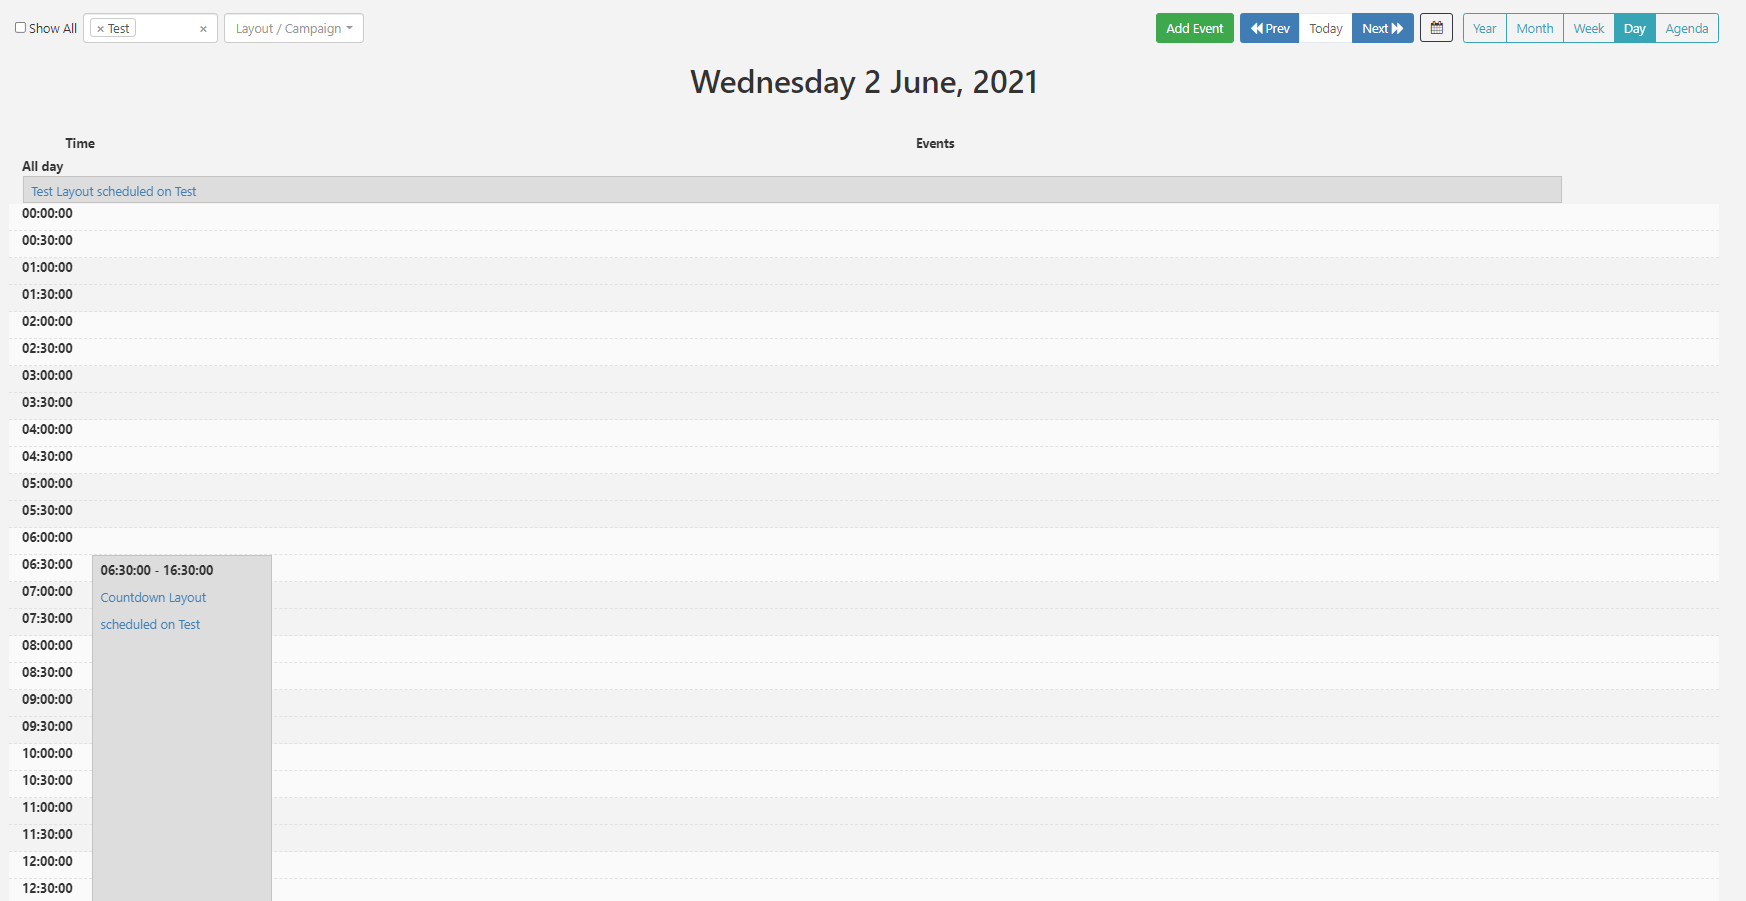 Show All × Test × Layout / Campaign Add Event Prev Today Next Year Month Week Day Agenda
Wednesday 2 June, 2021
Time Events
All day
Test Layout scheduled on Test
00:00:00
00:30:00
01:00:00
01:30:00
02:00:00
02:30:00
03:00:00
03:30:00
04:00:00
04:30:00
05:00:00
05:30:00
06:00:00
06:30:00 06:30:00 - 16:30:00
07:00:00 Countdown Layout
07:30:00 scheduled on Test
08:00:00
08:30:00
09:00:00
09:30:00
10:00:00
10:30:00
11:00:00
11:30:00
12:00:00
12:30:00